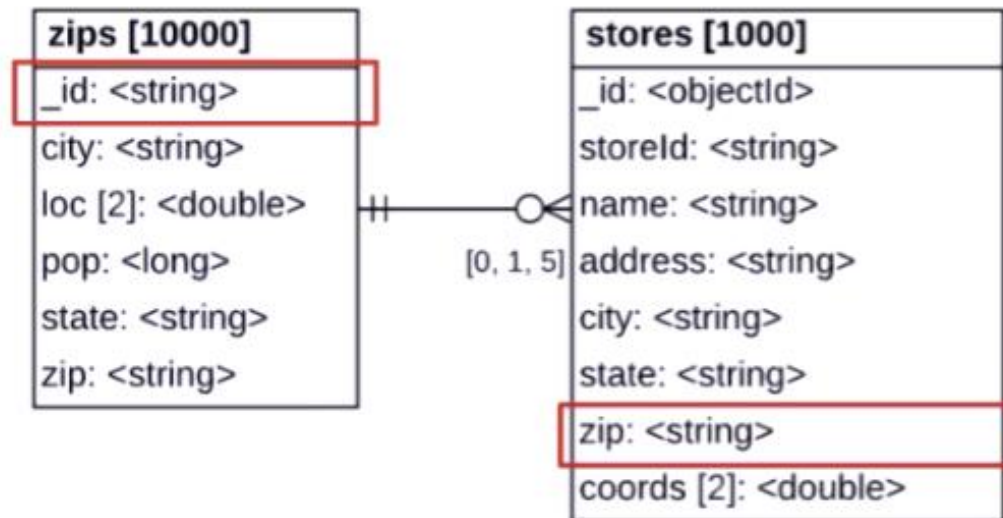 zips [10000]
_id: <string>
city: <string>
loc [2]: <double>
pop: <long>
state: <string>
zip: <string>
[0, 1, 5]
stores [1000]
_id: <objectId>
storeId: <string>
name: <string>
address: <string>
city: <string>
state: <string>
zip: <string>
coords [2]: <double>